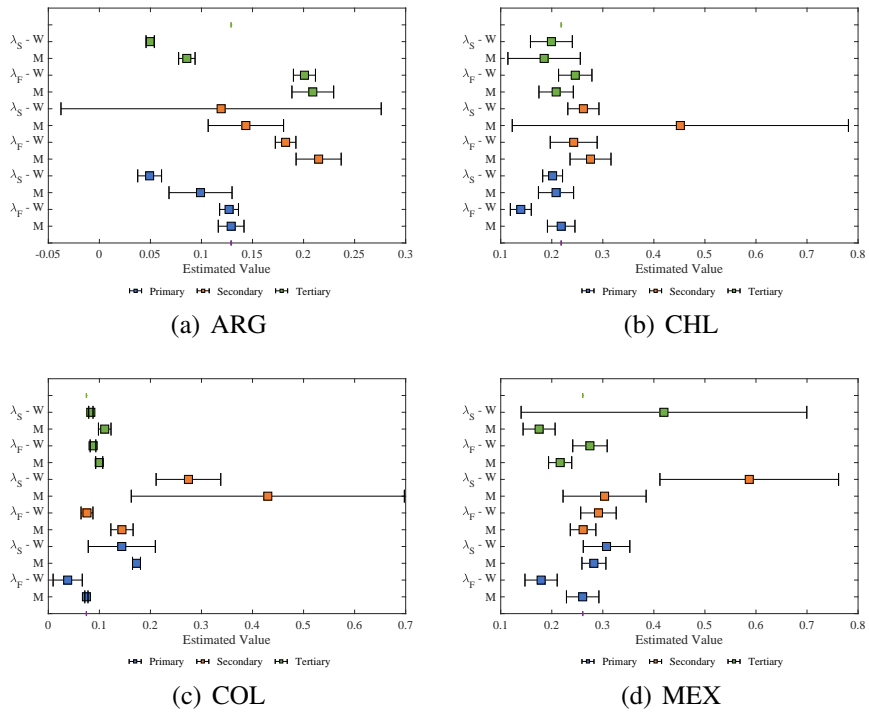 λS - W
M
λF - W
M
λS - W
M
λF - W
M
λS - W
M
λF - W
M
-0.05 0 0.05 0.1 0.15 0.2 0.25 0.3
Estimated Value
Primary Secondary Tertiary
(a) ARG
λS - W
M
λF - W
M
λS - W
M
λF - W
M
λS - W
M
λF - W
M
0.1 0.2 0.3 0.4 0.5 0.6 0.7 0.8
Estimated Value
Primary Secondary Tertiary
(b) CHL
λS - W
M
λF - W
M
λS - W
M
λF - W
M
λS - W
M
λF - W
M
0 0.1 0.2 0.3 0.4 0.5 0.6 0.7
Estimated Value
Primary Secondary Tertiary
(c) COL
λS - W
M
λF - W
M
λS - W
M
λF - W
M
λS - W
M
λF - W
M
0.1 0.2 0.3 0.4 0.5 0.6 0.7 0.8
Estimated Value
Primary Secondary Tertiary
(d) MEX